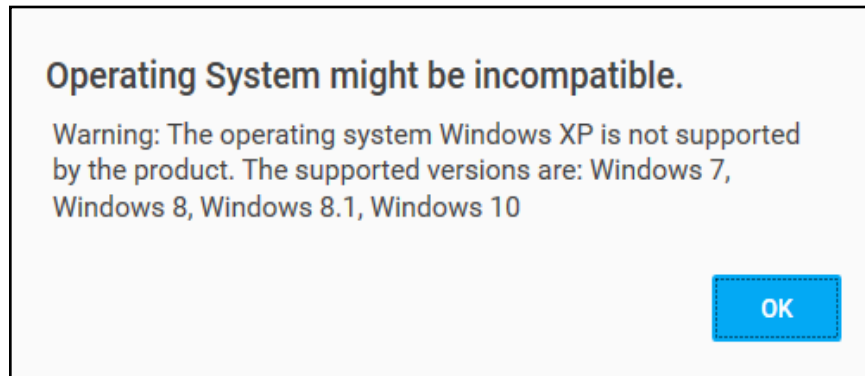 Operating System might be incompatible.
Warning: The operating system Windows XP is not supported
by the product. The supported versions are: Windows 7,
Windows 8, Windows 8.1, Windows 10
OK